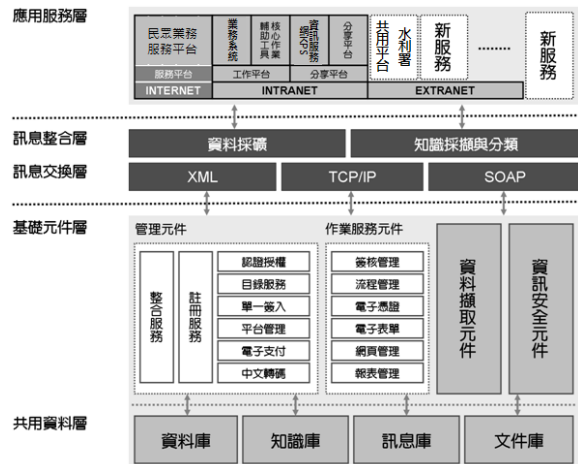 應用服務層
民眾業務
服務平台
業務系統
核心作業
輔助工具
資訊服務
網KPS
分享平台
水利署
共用平台
新服務
........
新服務
服務平台
工作平台
分享平台
INTERNET
INTRANET
EXTRANET
訊息整合層
資料採礦
知識採擷與分類
訊息交換層
XML
TCP/IP
SOAP
基礎元件層
管理元件
整合服務
註冊服務
認證授權
目錄服務
單一簽入
平台管理
電子支付
中文轉碼
作業服務元件
簽核管理
流程管理
電子憑證
電子表單
網頁管理
報表管理
資料擷取元件
資訊安全元件
共用資料層
資料庫
知識庫
訊息庫
文件庫